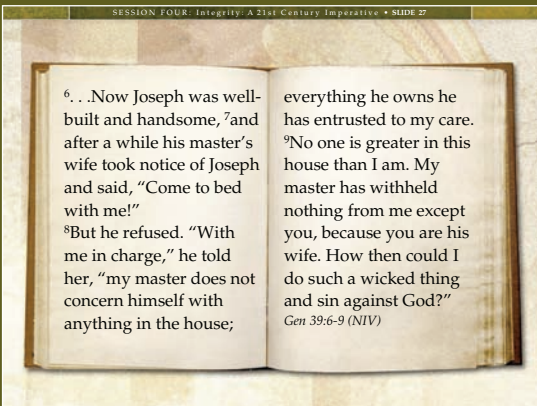 SESSION FOUR: Integrity: A 21st Century Imperative • SLIDE 27
⁶. . .Now Joseph was well-
built and handsome, ⁷and
after a while his master's
wife took notice of Joseph
and said, “Come to bed
with me!”
⁸But he refused. “With
me in charge,” he told
her, “my master does not
concern himself with
anything in the house;
everything he owns he
has entrusted to my care.
⁹No one is greater in this
house than I am. My
master has withheld
nothing from me except
you, because you are his
wife. How then could I
do such a wicked thing
and sin against God?”
Gen 39:6-9 (NIV)